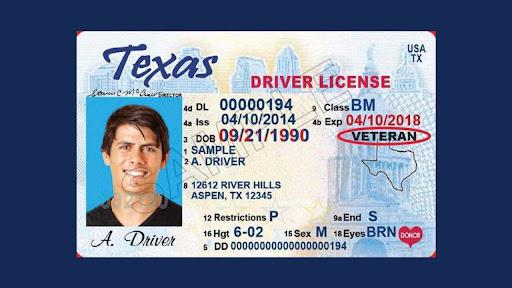 Texas
USA
TX
DRIVER LICENSE
DIRECTOR
4d DL 00000194 9 Class BM
4a Iss 04/10/2014 4b Exp 04/10/2018
3 DOB 09/21/1990 VETERAN
1 SAMPLE
2 A. DRIVER
8 12612 RIVER HILLS
ASPEN, TX 12345
12 Restrictions P 9a End S
16 Hgt 6-02 15 Sex M 18 Eyes BRN
DONOR
5 DD 00000000000000000194
A. Driver
SAMPLE